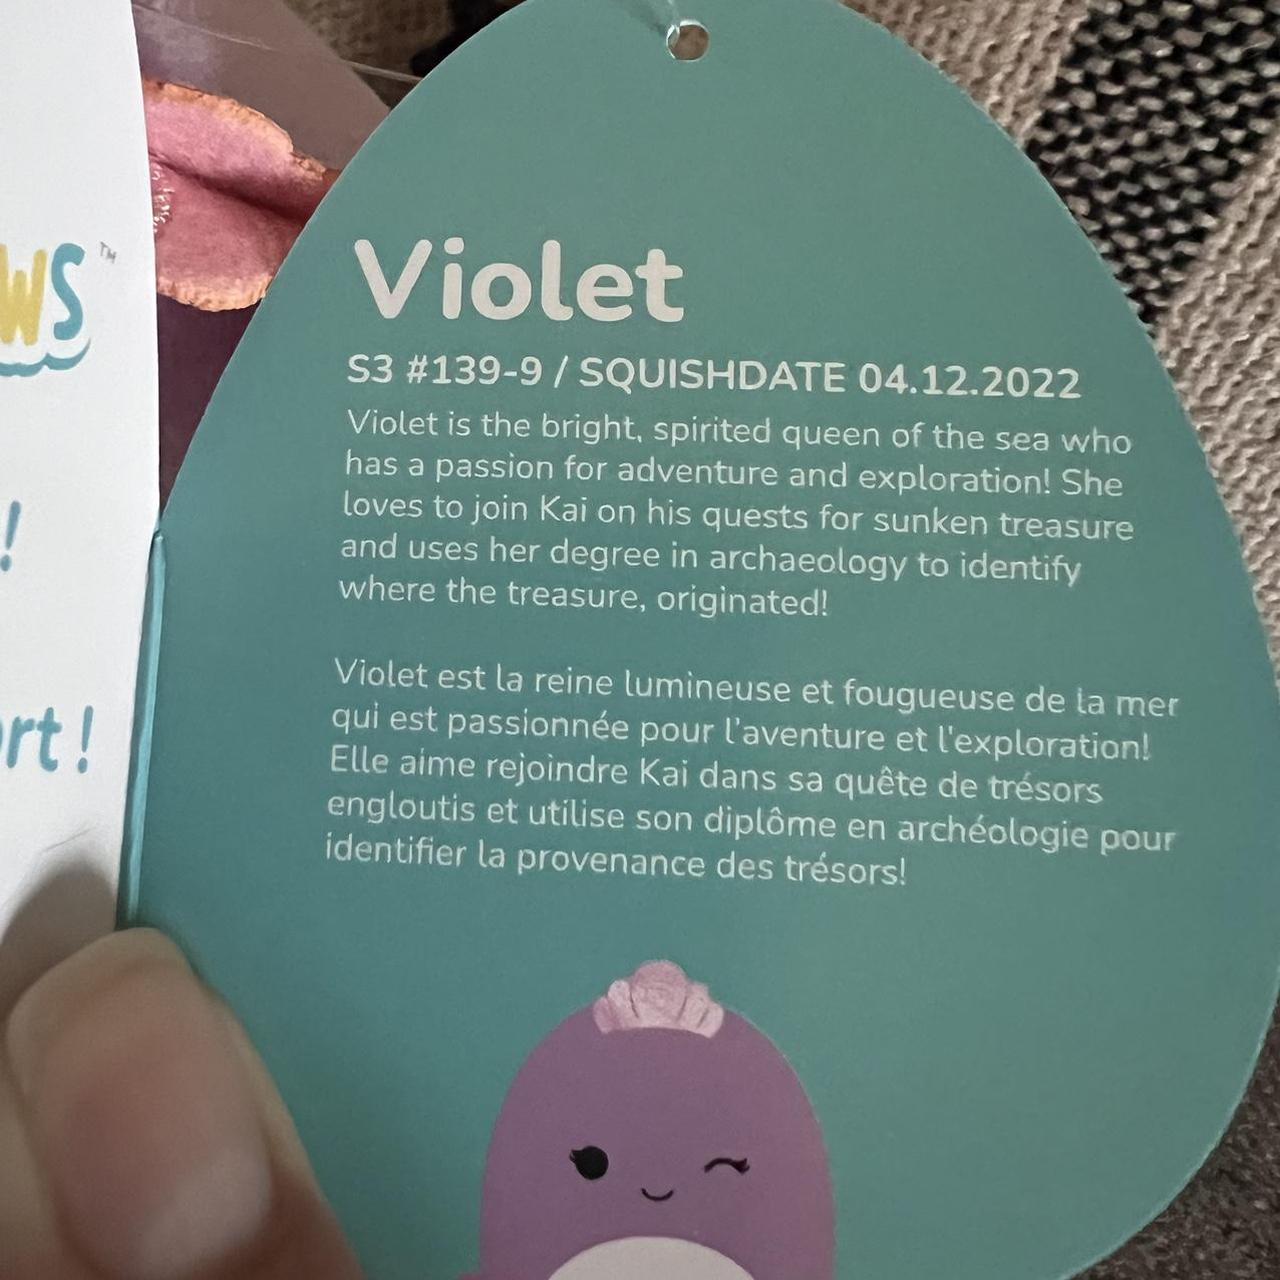 WS™
!
rt!
Violet
S3 #139-9 / SQUISHDATE 04.12.2022
Violet is the bright, spirited queen of the sea who
has a passion for adventure and exploration! She
loves to join Kai on his quests for sunken treasure
and uses her degree in archaeology to identify
where the treasure, originated!
Violet est la reine lumineuse et fougueuse de la mer
qui est passionnée pour l'aventure et l'exploration!
Elle aime rejoindre Kai dans sa quête de trésors
engloutis et utilise son diplôme en archéologie pour
identifier la provenance des trésors!